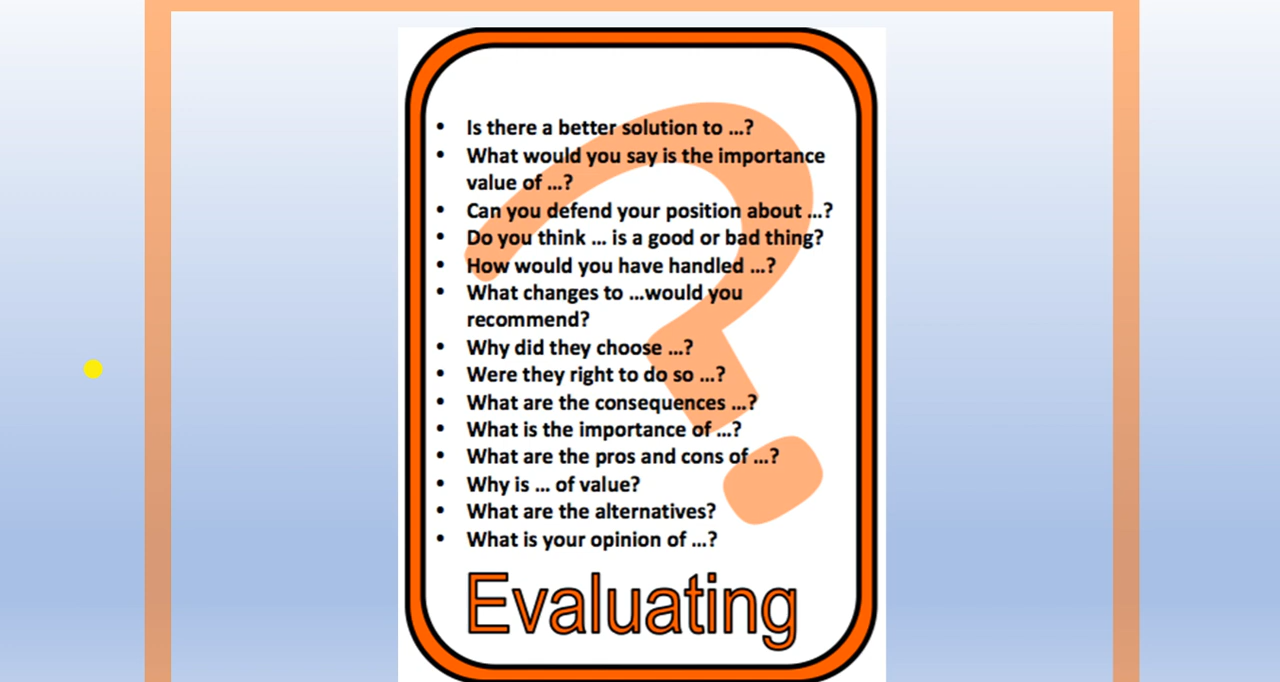 • Is there a better solution to ...?
• What would you say is the importance
value of ...?
• Can you defend your position about ...?
• Do you think ... is a good or bad thing?
• How would you have handled ...?
• What changes to ...would you
recommend?
• Why did they choose ...?
• Were they right to do so ...?
• What are the consequences ...?
• What is the importance of ...?
• What are the pros and cons of ...?
• Why is ... of value?
• What are the alternatives?
• What is your opinion of ...?
Evaluating